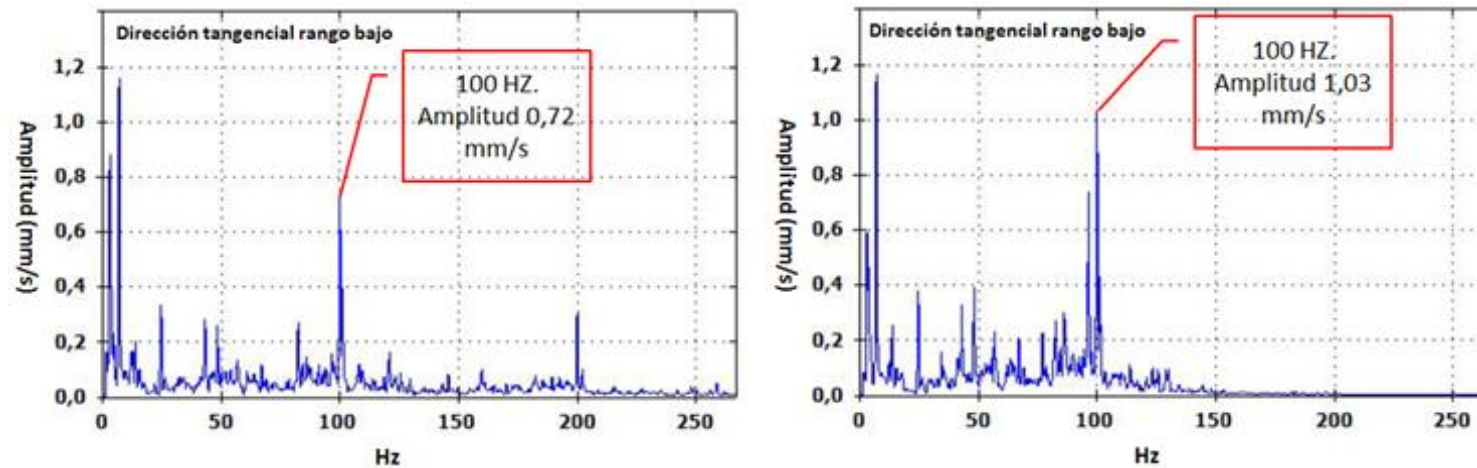 Dirección tangencial rango bajo
100 HZ.
Amplitud 0,72
mm/s
1,2
1,0
0,8
0,6
0,4
0,2
0,0
Amplitud (mm/s)
0 50 100 150 200 250
Hz
Dirección tangencial rango bajo
100 HZ.
Amplitud 1,03
mm/s
1,2
1,0
0,8
0,6
0,4
0,2
0,0
Amplitud (mm/s)
0 50 100 150 200 250
Hz